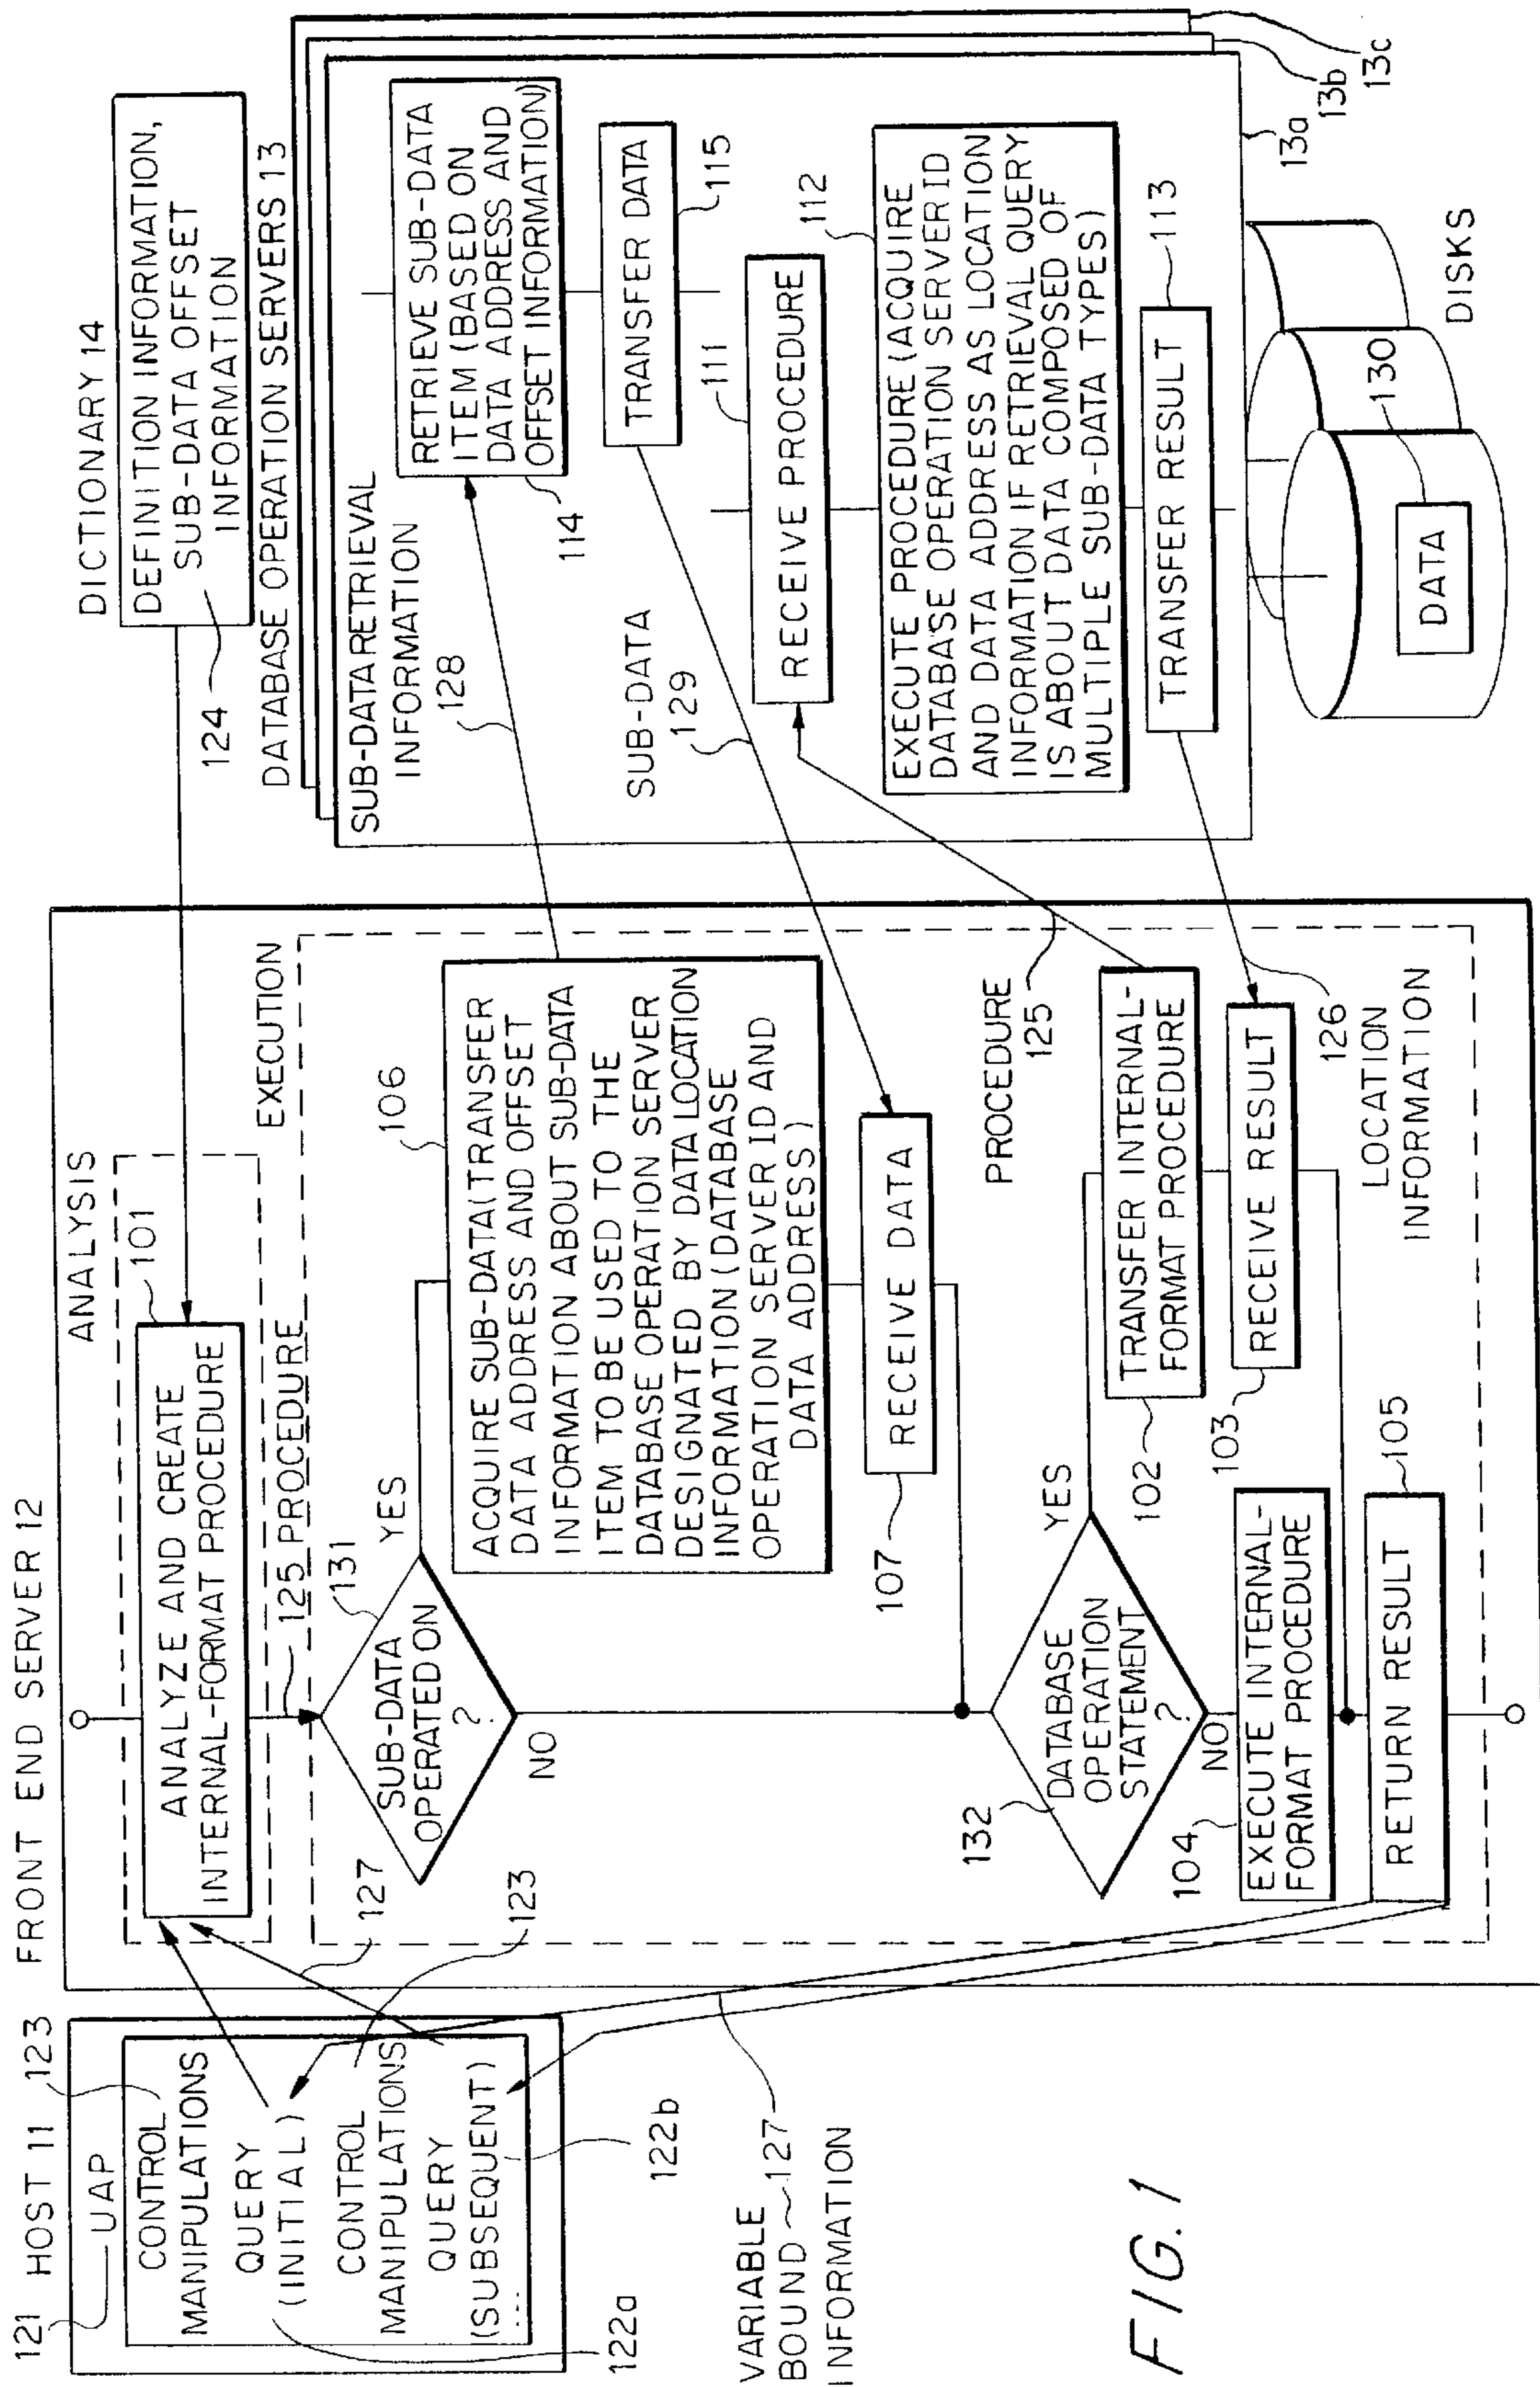 121
HOST 11
123
UAP
CONTROL
MANIPULATIONS
QUERY
(INITIAL)
CONTROL
MANIPULATIONS
QUERY
(SUBSEQUENT)
...
122a
122b
127
123
VARIABLE
BOUND 127
INFORMATION
FRONT END SERVER 12
ANALYSIS
101
ANALYZE AND CREATE
INTERNAL-FORMAT PROCEDURE
125 PROCEDURE
EXECUTION
131
SUB-DATA
OPERATED ON
?
YES
NO
106
ACQUIRE SUB-DATA (TRANSFER
DATA ADDRESS AND OFFSET
INFORMATION ABOUT SUB-DATA
ITEM TO BE USED TO THE
DATABASE OPERATION SERVER
DESIGNATED BY DATA LOCATION
INFORMATION (DATABASE
OPERATION SERVER ID AND
DATA ADDRESS)
107
RECEIVE DATA
132
DATABASE
OPERATION
STATEMENT
?
YES
NO
PROCEDURE
125
102
TRANSFER INTERNAL-
FORMAT PROCEDURE
103
RECEIVE RESULT
104
EXECUTE INTERNAL-
FORMAT PROCEDURE
RETURN RESULT
105
126
LOCATION
INFORMATION
DICTIONARY 14
DEFINITION INFORMATION,
SUB-DATA OFFSET
INFORMATION
124
DATABASE OPERATION SERVERS 13
SUB-DATA RETRIEVAL
INFORMATION
128
RETRIEVE SUB-DATA
ITEM (BASED ON
DATA ADDRESS AND
OFFSET INFORMATION)
114
TRANSFER DATA
115
SUB-DATA
129
111
RECEIVE PROCEDURE
112
EXECUTE PROCEDURE (ACQUIRE
DATABASE OPERATION SERVER ID
AND DATA ADDRESS AS LOCATION
INFORMATION IF RETRIEVAL QUERY
IS ABOUT DATA COMPOSED OF
MULTIPLE SUB-DATA TYPES)
113
TRANSFER RESULT
13a
13b
13c
DATA
130
DISKS
FIG. 1